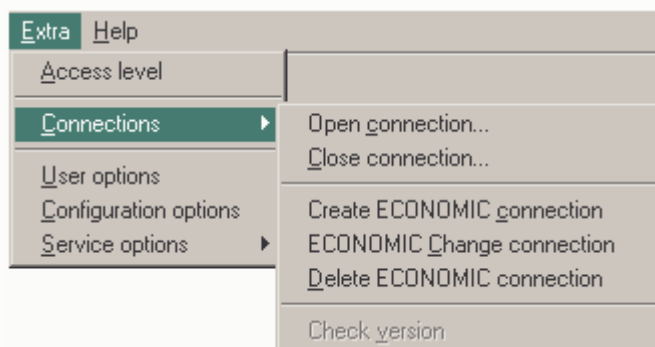 Extra Help
Access level
Connections
User options
Configuration options
Service options
Open connection...
Close connection...
Create ECONOMIC connection
ECONOMIC Change connection
Delete ECONOMIC connection
Check version